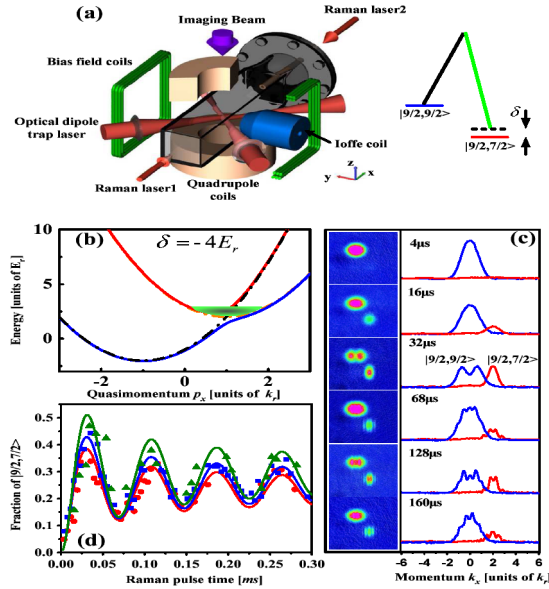 (a)
Imaging Beam
Raman laser2
Bias field coils
Optical dipole
trap laser
Raman laser1
Quadrupole
coils
Ioffe coil
z
y
x
|9/2,9/2>
|9/2,7/2>
δ
(b)
δ = -4E_r
Energy [units of E_r]
10
5
0
-2
0
2
Quasimomentum p_x [units of k_r]
(c)
4μs
16μs
32μs
|9/2,9/2>
|9/2,7/2>
68μs
128μs
160μs
-6
-4
-2
0
2
4
6
Momentum k_x [units of k_r]
(d)
Fraction of |9/2,7/2>
0.5
0.4
0.3
0.2
0.1
0.0
0.00
0.05
0.10
0.15
0.20
0.25
0.30
Raman pulse time [ms]